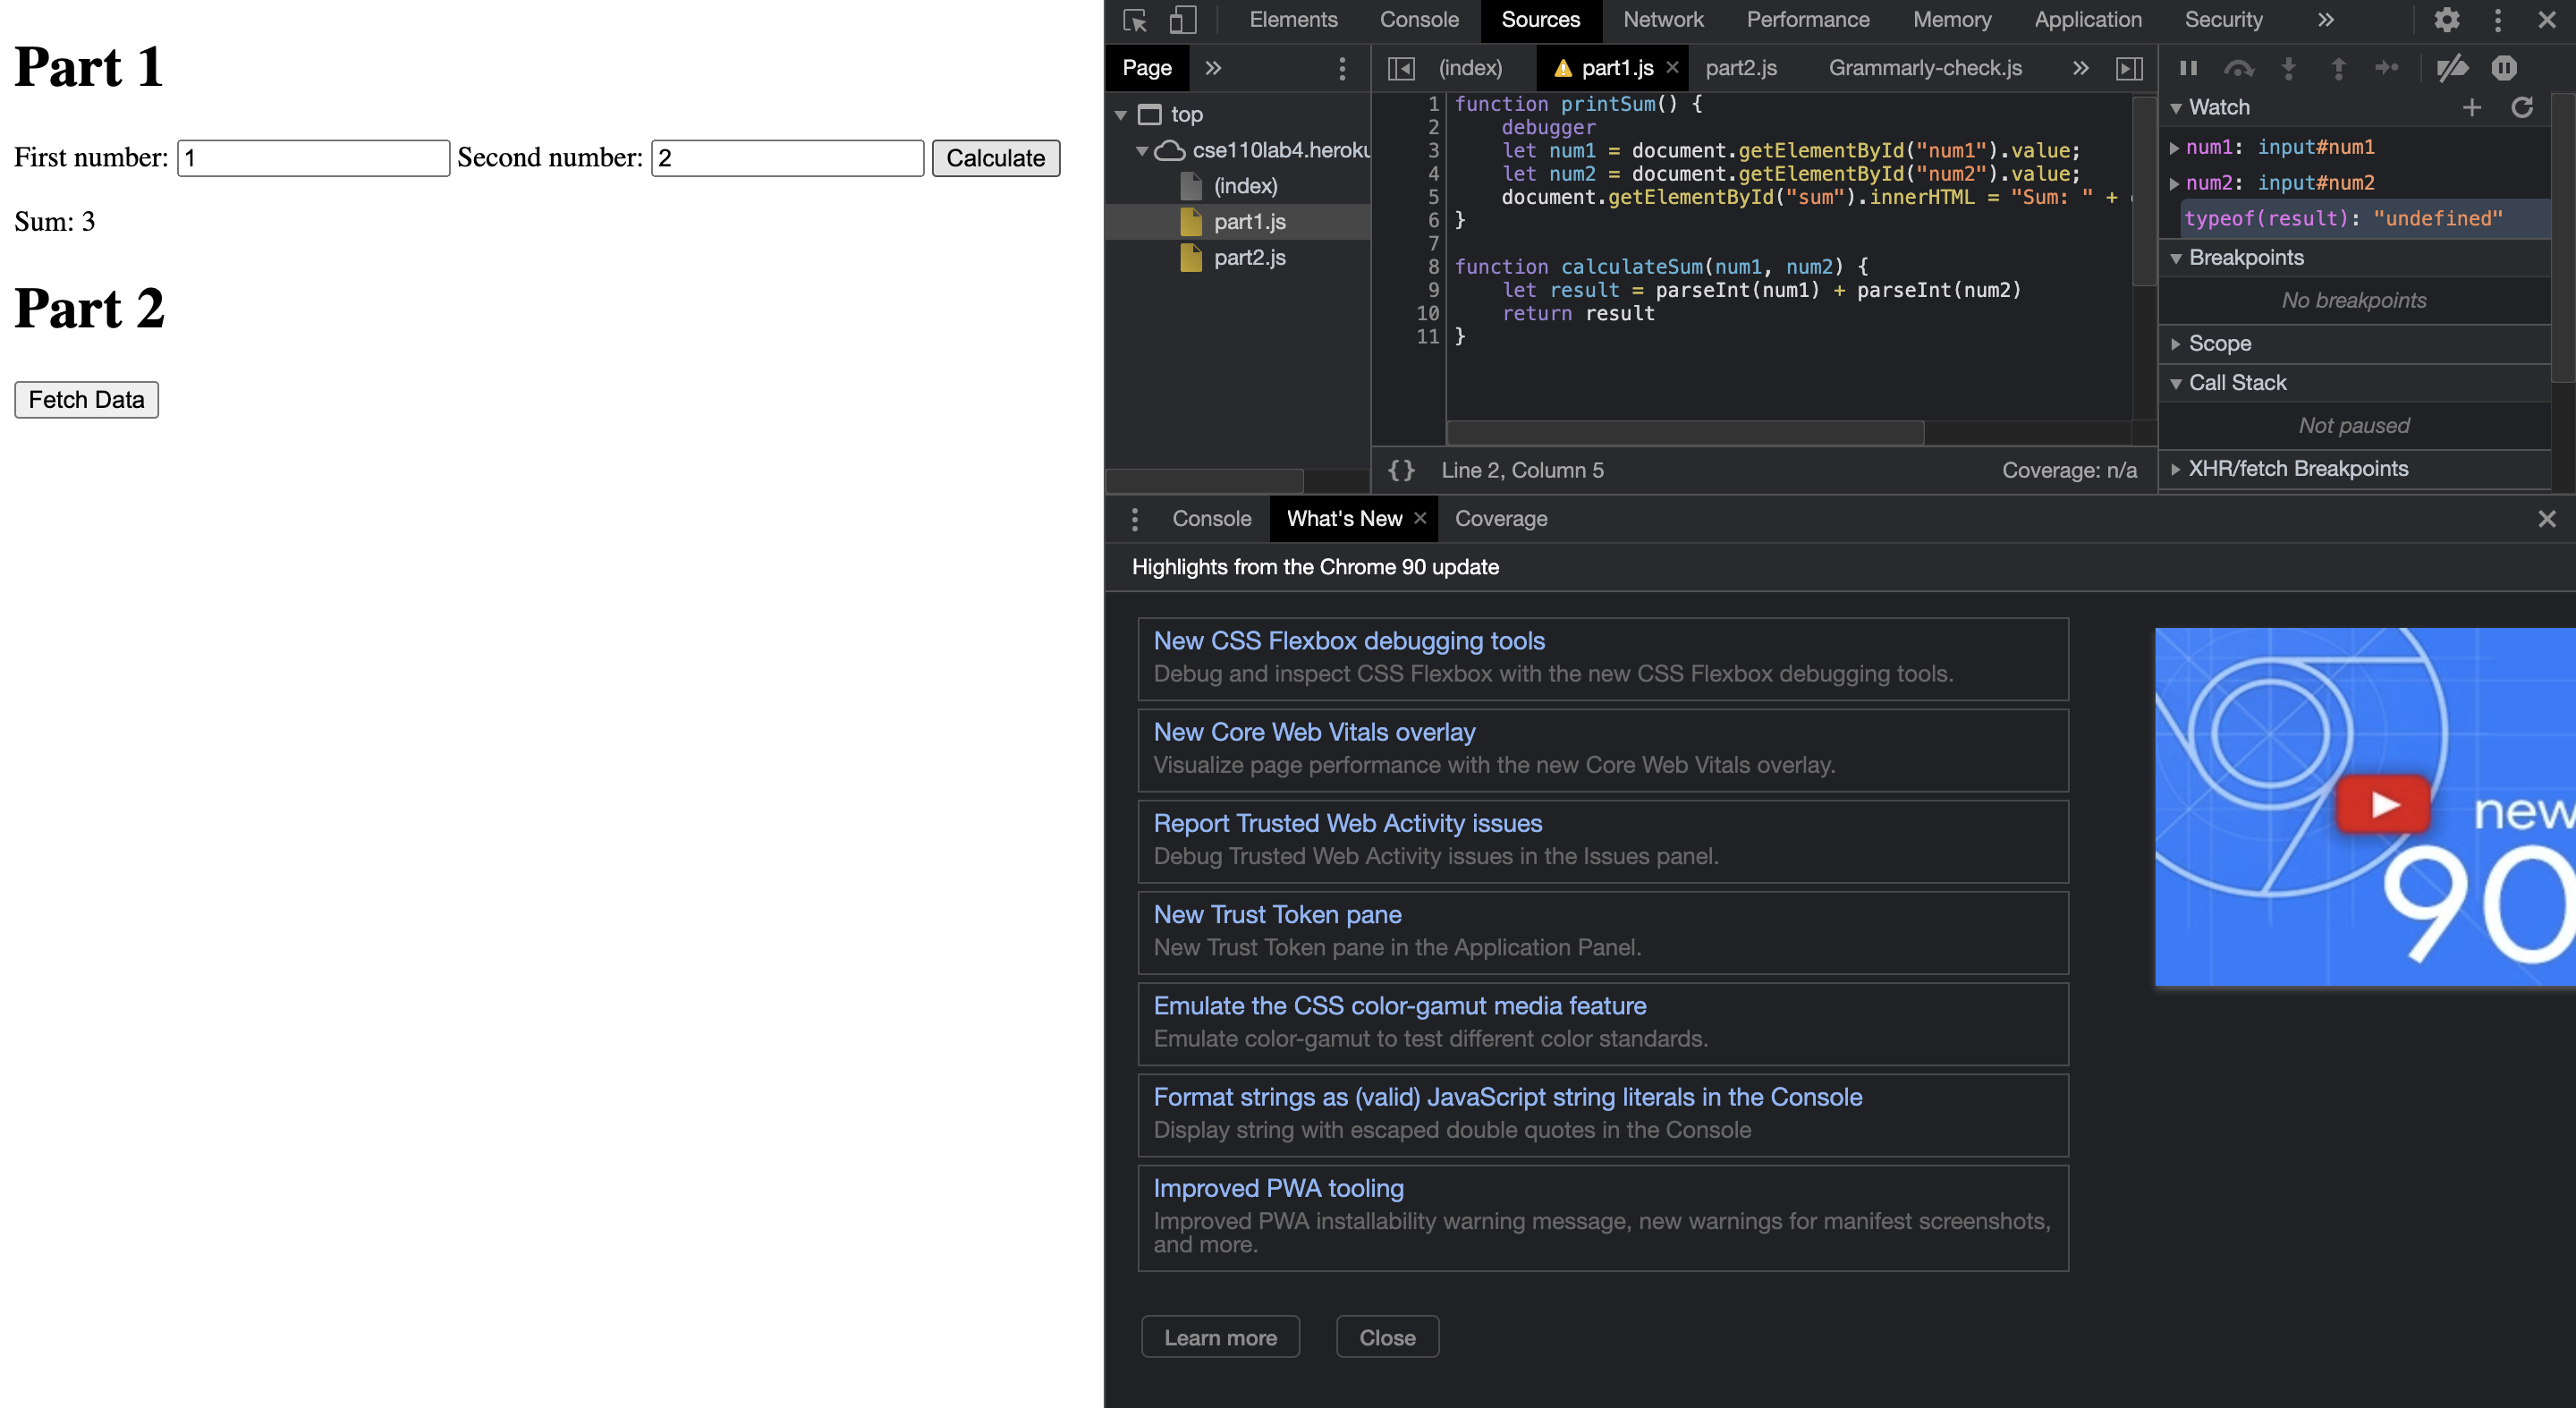 Part 1
First number: 1 Second number: 2 Calculate
Sum: 3
Part 2
Fetch Data
Elements Console Sources Network Performance Memory Application Security »
Page »
top
cse110lab4.heroku
(index)
part1.js
part2.js
(index) part1.js × part2.js Grammarly-check.js »
1 function printSum() {
2 debugger
3 let num1 = document.getElementById("num1").value;
4 let num2 = document.getElementById("num2").value;
5 document.getElementById("sum").innerHTML = "Sum: " +
6 }
7
8 function calculateSum(num1, num2) {
9 let result = parseInt(num1) + parseInt(num2)
10 return result
11 }
{} Line 2, Column 5 Coverage: n/a
Watch
num1: input#num1
num2: input#num2
typeof(result): "undefined"
Breakpoints
No breakpoints
Scope
Call Stack
Not paused
XHR/fetch Breakpoints
Console What's New × Coverage
Highlights from the Chrome 90 update
New CSS Flexbox debugging tools
Debug and inspect CSS Flexbox with the new CSS Flexbox debugging tools.
New Core Web Vitals overlay
Visualize page performance with the new Core Web Vitals overlay.
Report Trusted Web Activity issues
Debug Trusted Web Activity issues in the Issues panel.
New Trust Token pane
New Trust Token pane in the Application Panel.
Emulate the CSS color-gamut media feature
Emulate color-gamut to test different color standards.
Format strings as (valid) JavaScript string literals in the Console
Display string with escaped double quotes in the Console
Improved PWA tooling
Improved PWA installability warning message, new warnings for manifest screenshots,
and more.
Learn more Close
new
90